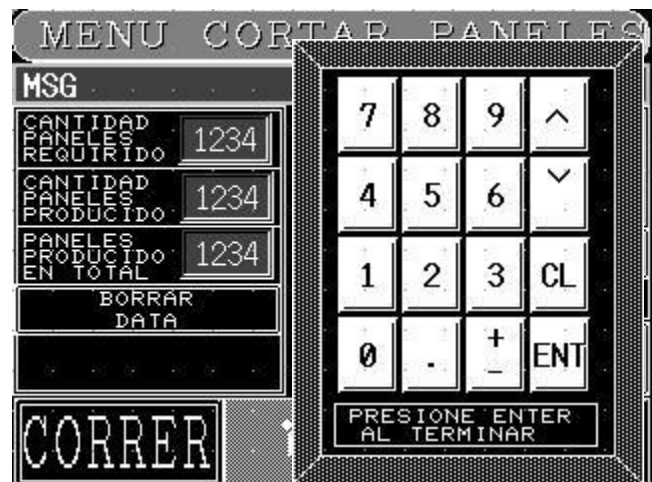 MENU CORTAR PANELES
MSG
CANTIDAD
PANELES
REQUIRIDO
1234
CANTIDAD
PANELES
PRODUCIDO
1234
PANELES
PRODUCIDO
EN TOTAL
1234
BORRAR
DATA
CORRER
7 8 9 ^
4 5 6 ˅
1 2 3 CL
0 . +/- ENT
PRESIONE ENTER
AL TERMINAR